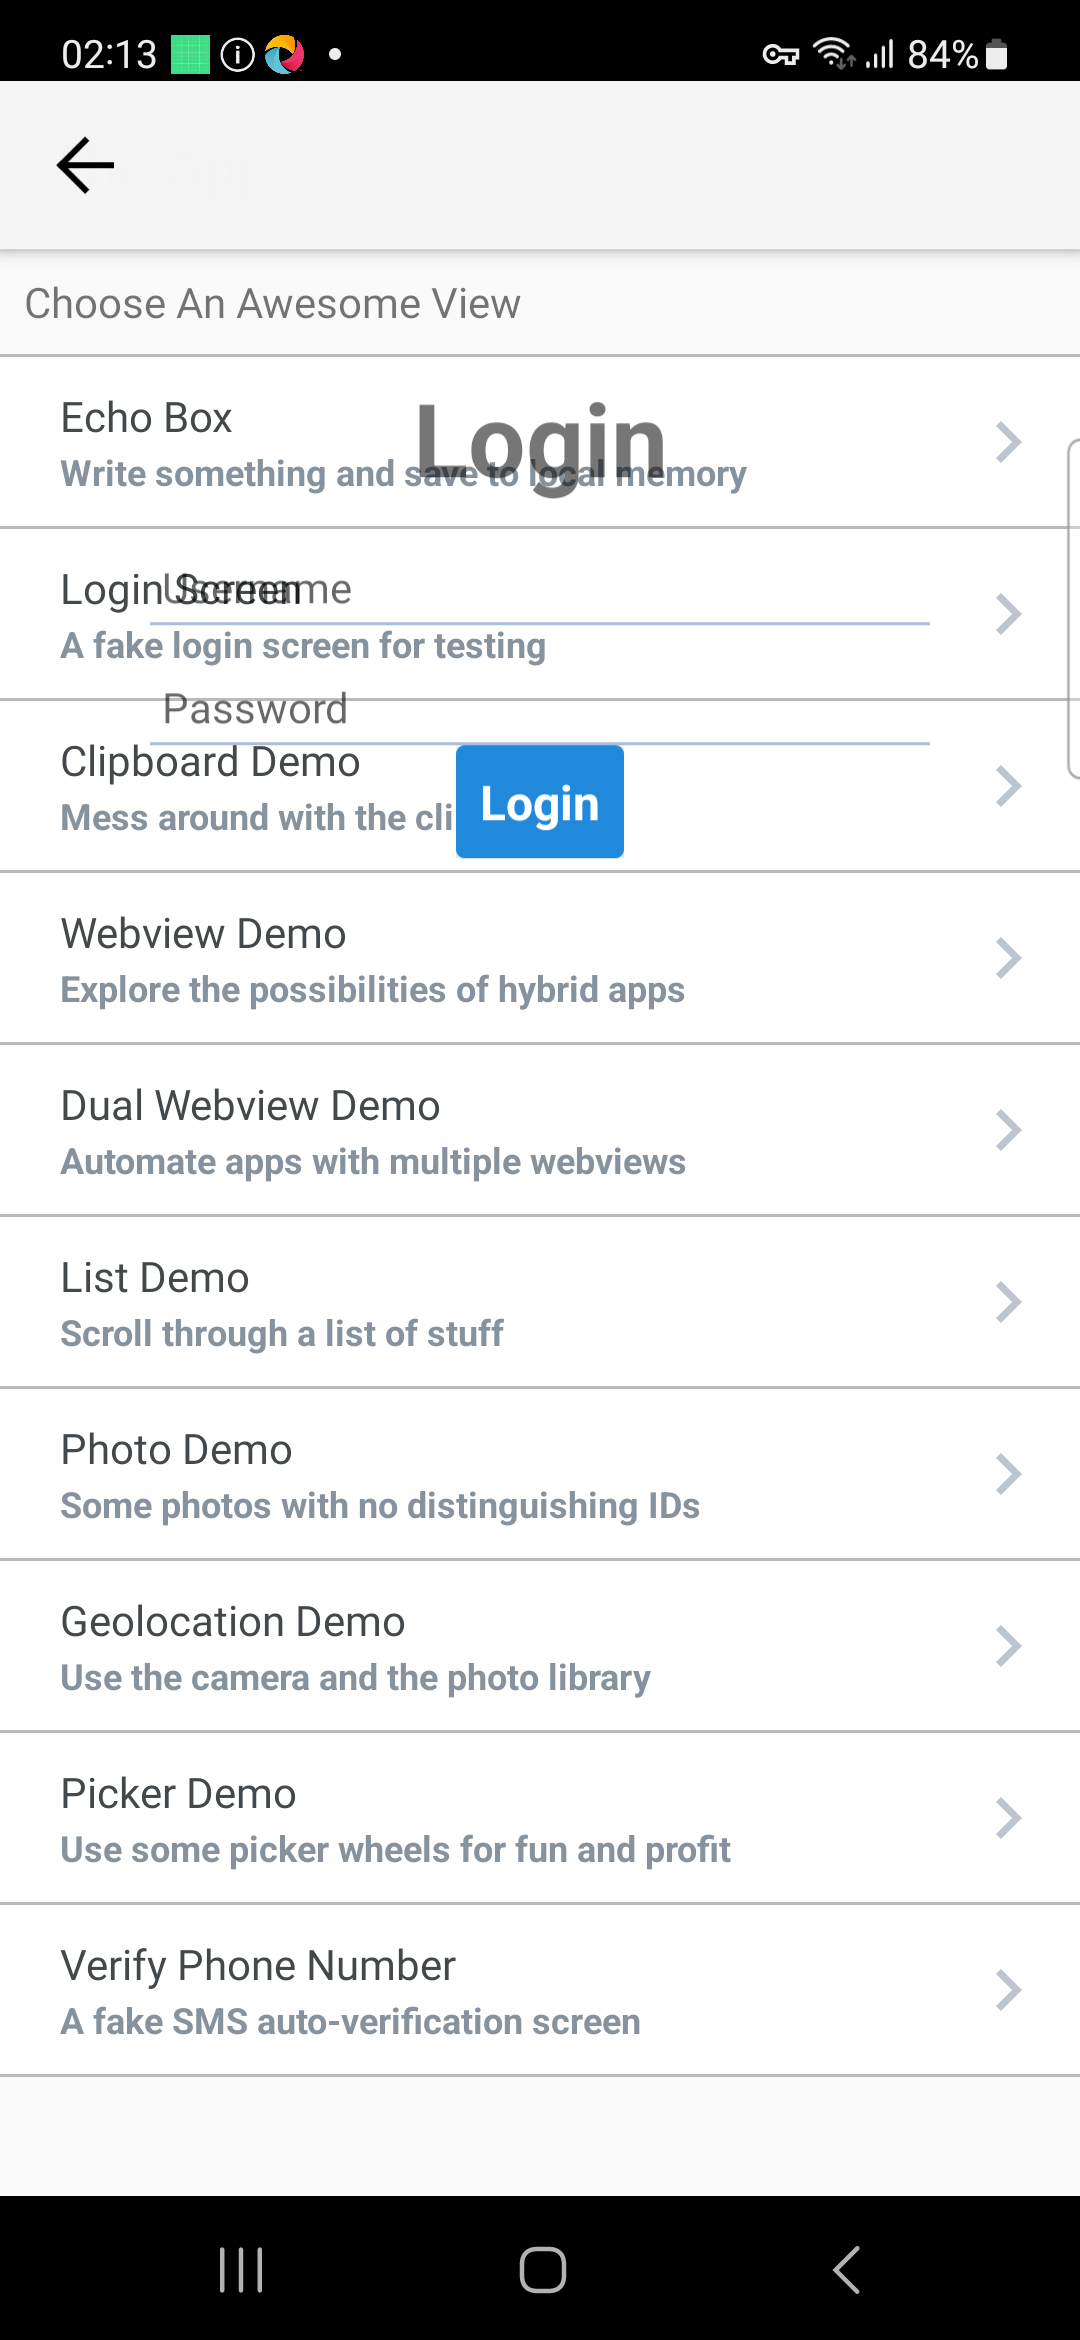 02:13
84%
Choose An Awesome View
Echo Box
Login
Write something and save to local memory
Login Screen
Username
A fake login screen for testing
Password
Clipboard Demo
Mess around with the cli
Login
Webview Demo
Explore the possibilities of hybrid apps
Dual Webview Demo
Automate apps with multiple webviews
List Demo
Scroll through a list of stuff
Photo Demo
Some photos with no distinguishing IDs
Geolocation Demo
Use the camera and the photo library
Picker Demo
Use some picker wheels for fun and profit
Verify Phone Number
A fake SMS auto-verification screen